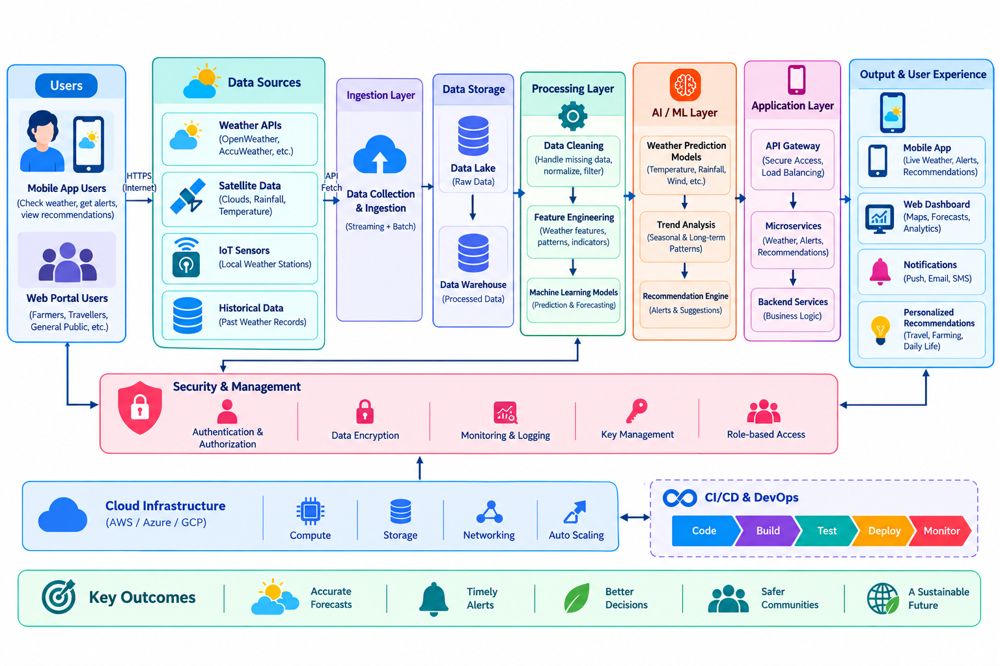 Users
Mobile App Users
(Check weather, get alerts,
view recommendations)
Web Portal Users
(Farmers, Travellers,
General Public, etc.)
HTTPS
(Internet)
Data Sources
Weather APIs
(OpenWeather,
AccuWeather, etc.)
Satellite Data
(Clouds, Rainfall,
Temperature)
IoT Sensors
(Local Weather Stations)
Historical Data
(Past Weather Records)
API
Fetch
Ingestion Layer
Data Collection
& Ingestion
(Streaming + Batch)
Data Storage
Data Lake
(Raw Data)
Data Warehouse
(Processed Data)
Processing Layer
Data Cleaning
(Handle missing data,
normalize, filter)
Feature Engineering
(Weather features,
patterns, indicators)
Machine Learning Models
(Prediction & Forecasting)
AI / ML Layer
Weather Prediction
Models
(Temperature, Rainfall,
Wind, etc.)
Trend Analysis
(Seasonal & Long-term
Patterns)
Recommendation Engine
(Alerts & Suggestions)
Application Layer
API Gateway
(Secure Access,
Load Balancing)
Microservices
(Weather, Alerts,
Recommendations)
Backend Services
(Business Logic)
Output & User Experience
Mobile App
(Live Weather, Alerts,
Recommendations)
Web Dashboard
(Maps, Forecasts,
Analytics)
Notifications
(Push, Email, SMS)
Personalized
Recommendations
(Travel, Farming,
Daily Life)
Security & Management
Authentication &
Authorization
Data Encryption
Monitoring & Logging
Key Management
Role-based Access
Cloud Infrastructure
(AWS / Azure / GCP)
Compute
Storage
Networking
Auto Scaling
CI/CD & DevOps
Code
Build
Test
Deploy
Monitor
Key Outcomes
Accurate
Forecasts
Timely
Alerts
Better
Decisions
Safer
Communities
A Sustainable
Future